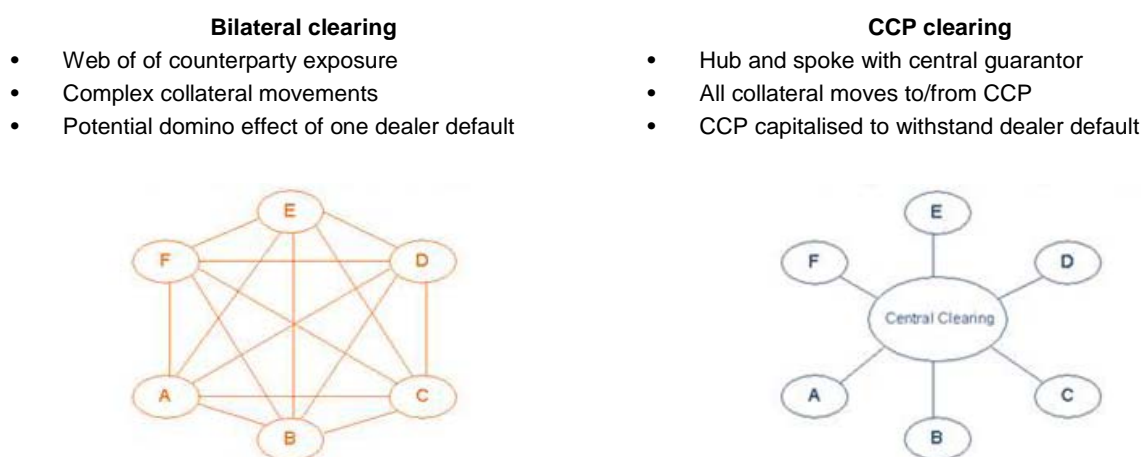 Bilateral clearing
• Web of of counterparty exposure
• Complex collateral movements
• Potential domino effect of one dealer default
CCP clearing
• Hub and spoke with central guarantor
• All collateral moves to/from CCP
• CCP capitalised to withstand dealer default
E
F
D
A
C
B
E
F
D
Central Clearing
A
C
B